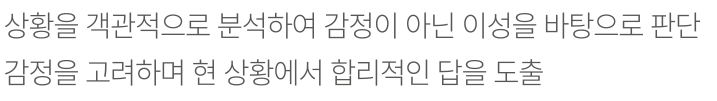 상황을 객관적으로 분석하여 감정이 아닌 이성을 바탕으로 판단
감정을 고려하며 현 상황에서 합리적인 답을 도출